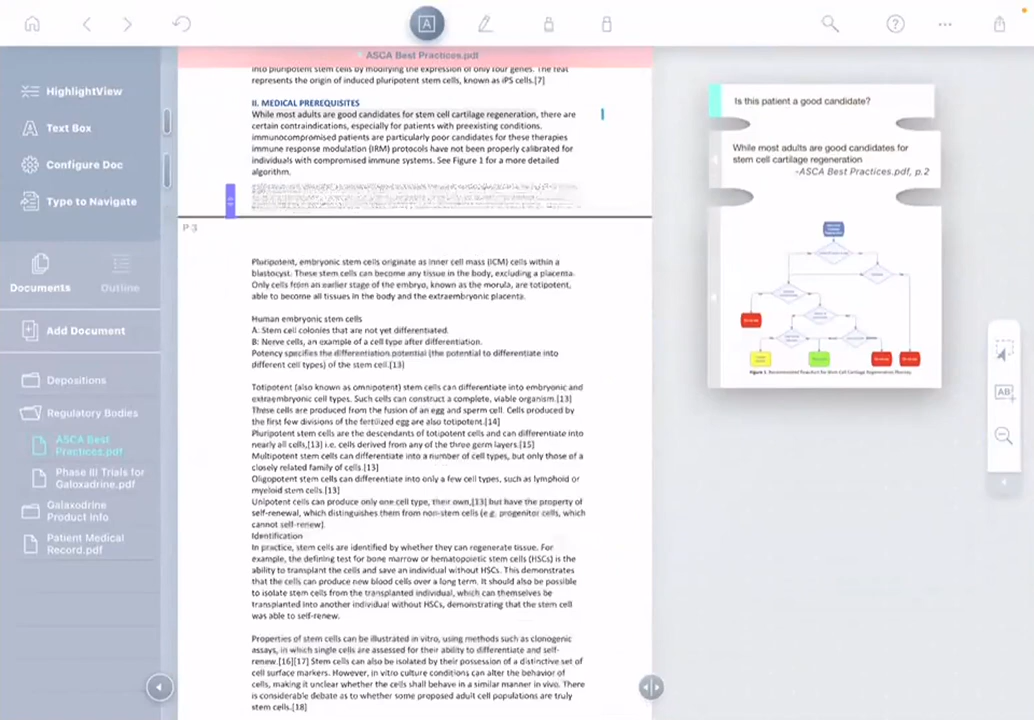 ASCA Best Practices.pdf
HighlightView
Text Box
Configure Doc
Type to Navigate
Documents
Outline
Add Document
Depositions
Regulatory Bodies
ASCA Best
Practices.pdf
Phase III Trials for
Galoxadrine.pdf
Galaxodrine
Product Info
Patient Medical
Record.pdf
into pluripotent stem cells by modifying the expression of only four genes. The feat
represents the origin of induced pluripotent stem cells, known as iPS cells.[7]
II. MEDICAL PREREQUISITES
While most adults are good candidates for stem cell cartilage regeneration, there are
certain contraindications, especially for patients with preexisting conditions.
immunocompromised patients are particularly poor candidates for these therapies
immune response modulation (IRM) protocols have not been properly calibrated for
individuals with compromised immune systems. See Figure 1 for a more detailed
algorithm.
P 3
Pluripotent, embryonic stem cells originate as inner cell mass (ICM) cells within a
blastocyst. These stem cells can become any tissue in the body, excluding a placenta.
Only cells from an earlier stage of the embryo, known as the morula, are totipotent,
able to become all tissues in the body and the extraembryonic placenta.
Human embryonic stem cells
A: Stem cell colonies that are not yet differentiated.
B: Nerve cells, an example of a cell type after differentiation.
Potency specifies the differentiation potential (the potential to differentiate into
different cell types) of the stem cell.[13]
Totipotent (also known as omnipotent) stem cells can differentiate into embryonic and
extraembryonic cell types. Such cells can construct a complete, viable organism.[13]
These cells are produced from the fusion of an egg and sperm cell. Cells produced by
the first few divisions of the fertilized egg are also totipotent.[14]
Pluripotent stem cells are the descendants of totipotent cells and can differentiate into
nearly all cells,[13] i.e. cells derived from any of the three germ layers.[15]
Multipotent stem cells can differentiate into a number of cell types, but only those of a
closely related family of cells.[13]
Oligopotent stem cells can differentiate into only a few cell types, such as lymphoid or
myeloid stem cells.[13]
Unipotent cells can produce only one cell type, their own,[13] but have the property of
self-renewal, which distinguishes them from non-stem cells (e.g. progenitor cells, which
cannot self-renew).
Identification
In practice, stem cells are identified by whether they can regenerate tissue. For
example, the defining test for bone marrow or hematopoietic stem cells (HSCs) is the
ability to transplant the cells and save an individual without HSCs. This demonstrates
that the cells can produce new blood cells over a long term. It should also be possible
to isolate stem cells from the transplanted individual, which can themselves be
transplanted into another individual without HSCs, demonstrating that the stem cell
was able to self-renew.
Properties of stem cells can be illustrated in vitro, using methods such as clonogenic
assays, in which single cells are assessed for their ability to differentiate and self-
renew.[16][17] Stem cells can also be isolated by their possession of a distinctive set of
cell surface markers. However, in vitro culture conditions can alter the behavior of
cells, making it unclear whether the cells shall behave in a similar manner in vivo. There
is considerable debate as to whether some proposed adult cell populations are truly
stem cells.[18]
Is this patient a good candidate?
While most adults are good candidates for
stem cell cartilage regeneration
-ASCA Best Practices.pdf, p.2
Figure 1. Recommended Flowchart for Stem Cell Cartilage Regeneration Therapy.